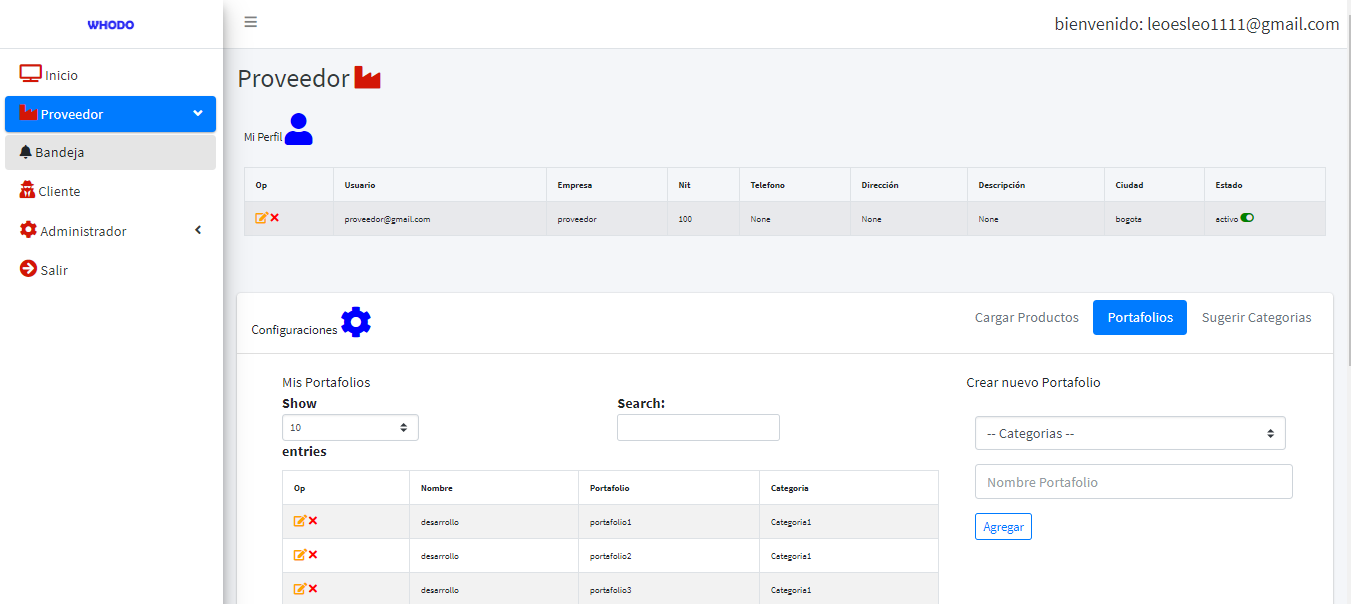 WHODO
bienvenido: leoesleo1111@gmail.com
Inicio
Proveedor
Bandeja
Cliente
Administrador
Salir
Proveedor
Mi Perfil
Op Usuario Empresa Nit Telefono Dirección Descripción Ciudad Estado
proveedor@gmail.com proveedor 100 None None None bogota activo
Configuraciones
Cargar Productos Portafolios Sugerir Categorias
Mis Portafolios
Show
10
entries
Search:
Op Nombre Portafolio Categoria
desarrollo portafolio1 Categoria1
desarrollo portafolio2 Categoria1
desarrollo portafolio3 Categoria1
Crear nuevo Portafolio
-- Categorias --
Nombre Portafolio
Agregar